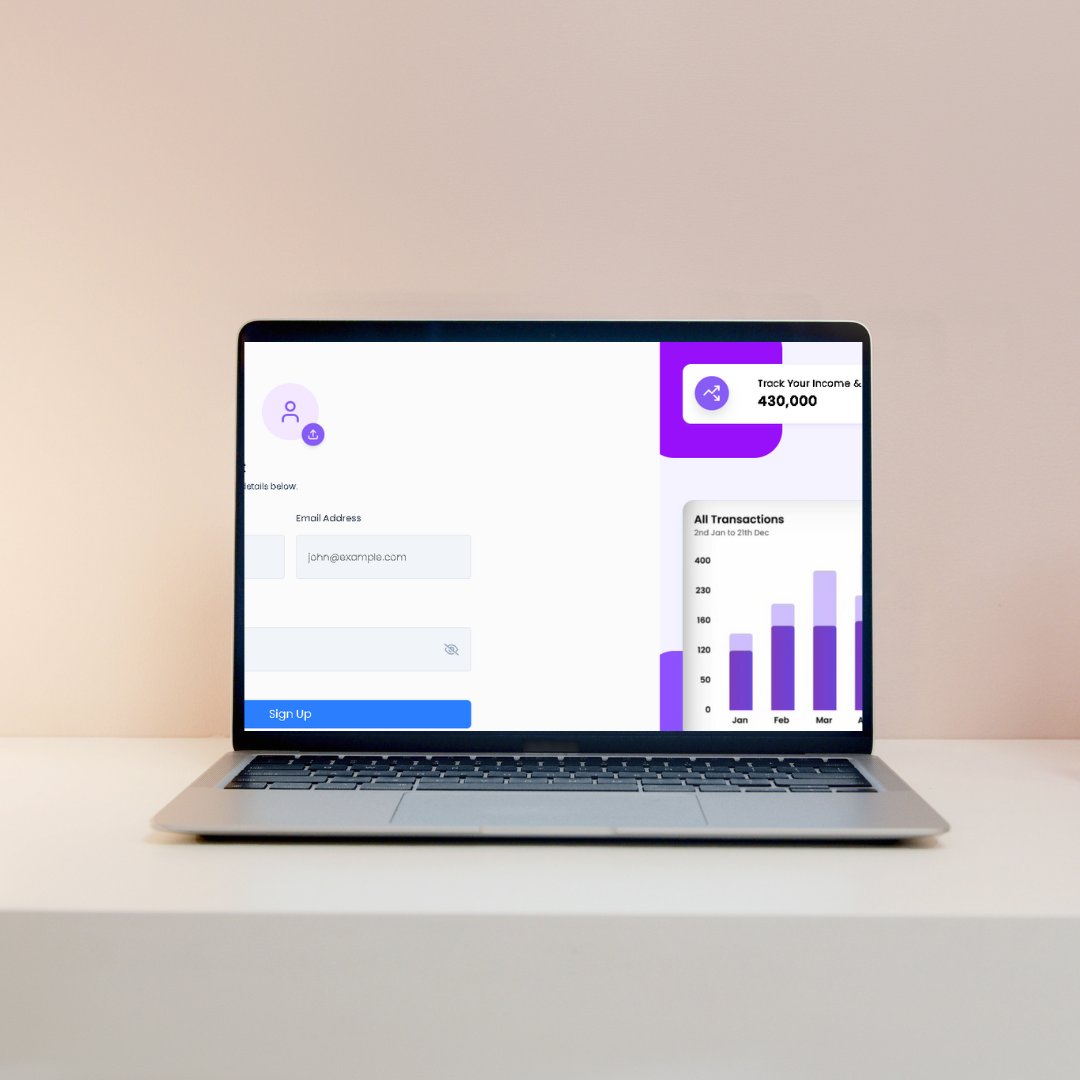 details below.
Email Address
john@example.com
Sign Up
Track Your Income &
430,000
All Transactions
2nd Jan to 21th Dec
400
230
160
120
50
0
Jan
Feb
Mar
A